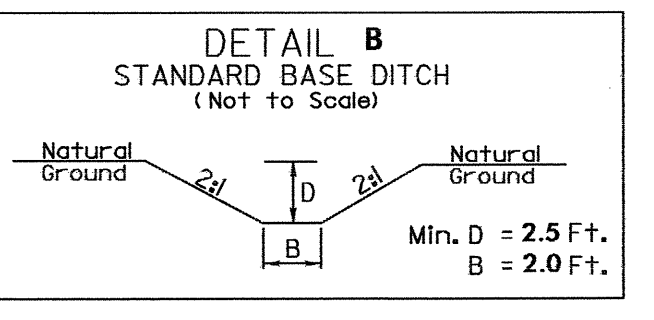 DETAIL B
STANDARD BASE DITCH
(Not to Scale)
Natural
Ground
2:1
D
2:1
Natural
Ground
B
Min. D = 2.5 Ft.
B = 2.0 Ft.